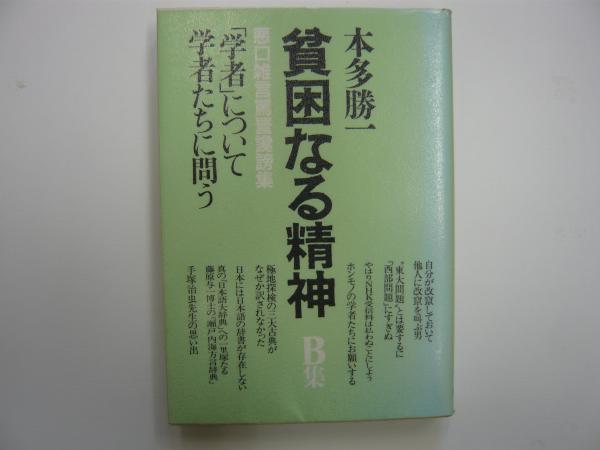 本多勝一
貧困なる精神
B集
悪口雑言罵詈讒謗集
「学者」について
学者たちに問う
自分が改竄しておいて
他人に改竄を叫ぶ男
“東大問題”とは要するに
「西部問題」にすぎぬ
やはりNHK受信料は払わぬことにしよう
ホンモノの学者たちにお願いする
極地探検の三大古典が
なぜか訳されなかった
日本には日本語の辞書が存在しない
真の「日本語大辞典」への一里塚たる
藤原与一博士の『瀬戸内海方言辞典』
手塚治虫先生の思い出